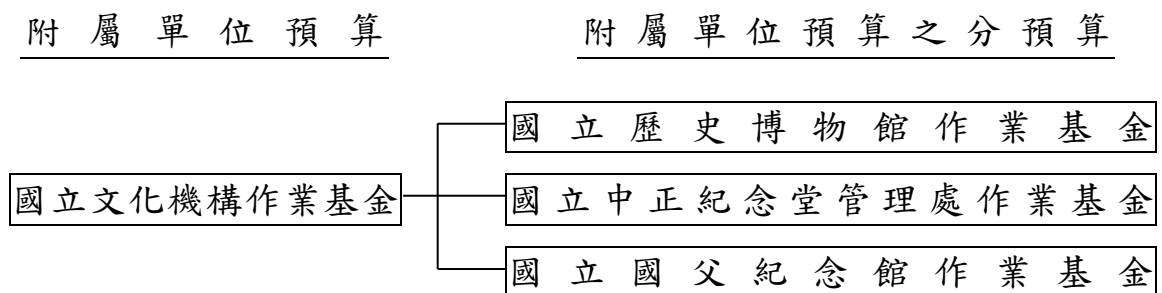 附屬單位預算
附屬單位預算之分預算
國立歷史博物館作業基金
國立文化機構作業基金
國立中正紀念堂管理處作業基金
國立國父紀念館作業基金